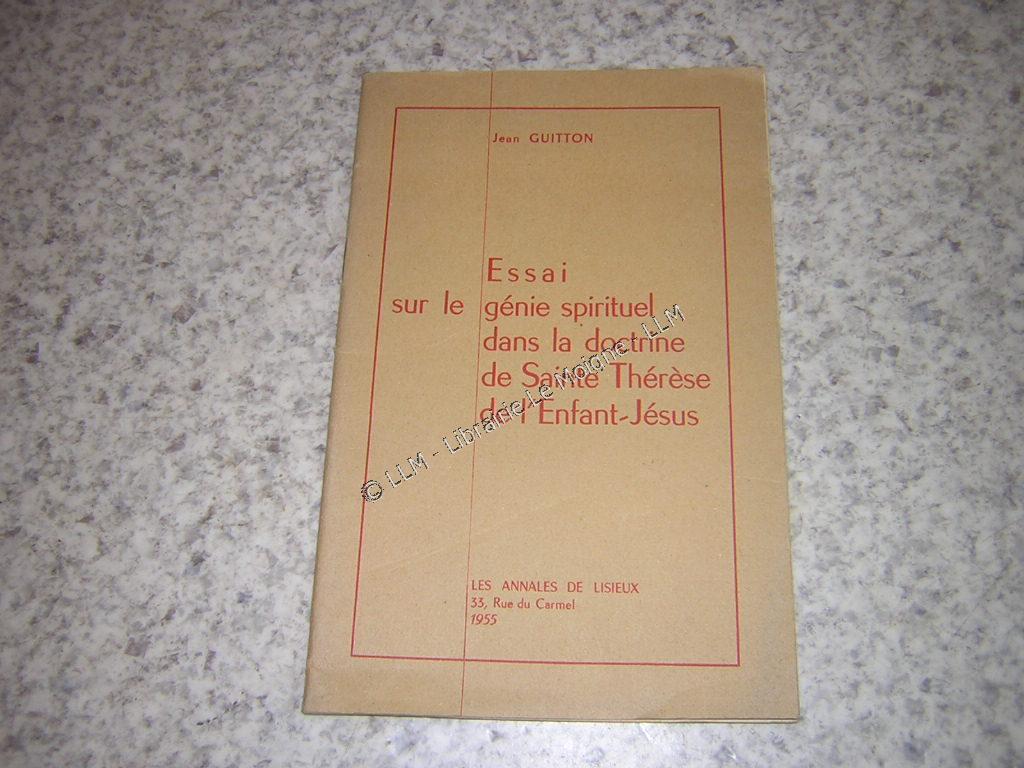 Jean GUITTON
Essai
sur le génie spirituel
dans la doctrine
de Sainte Thérèse
de l'Enfant-Jésus
© LLM - Librairie Le Moigne - LLM
LES ANNALES DE LISIEUX
33, Rue du Carmel
1955